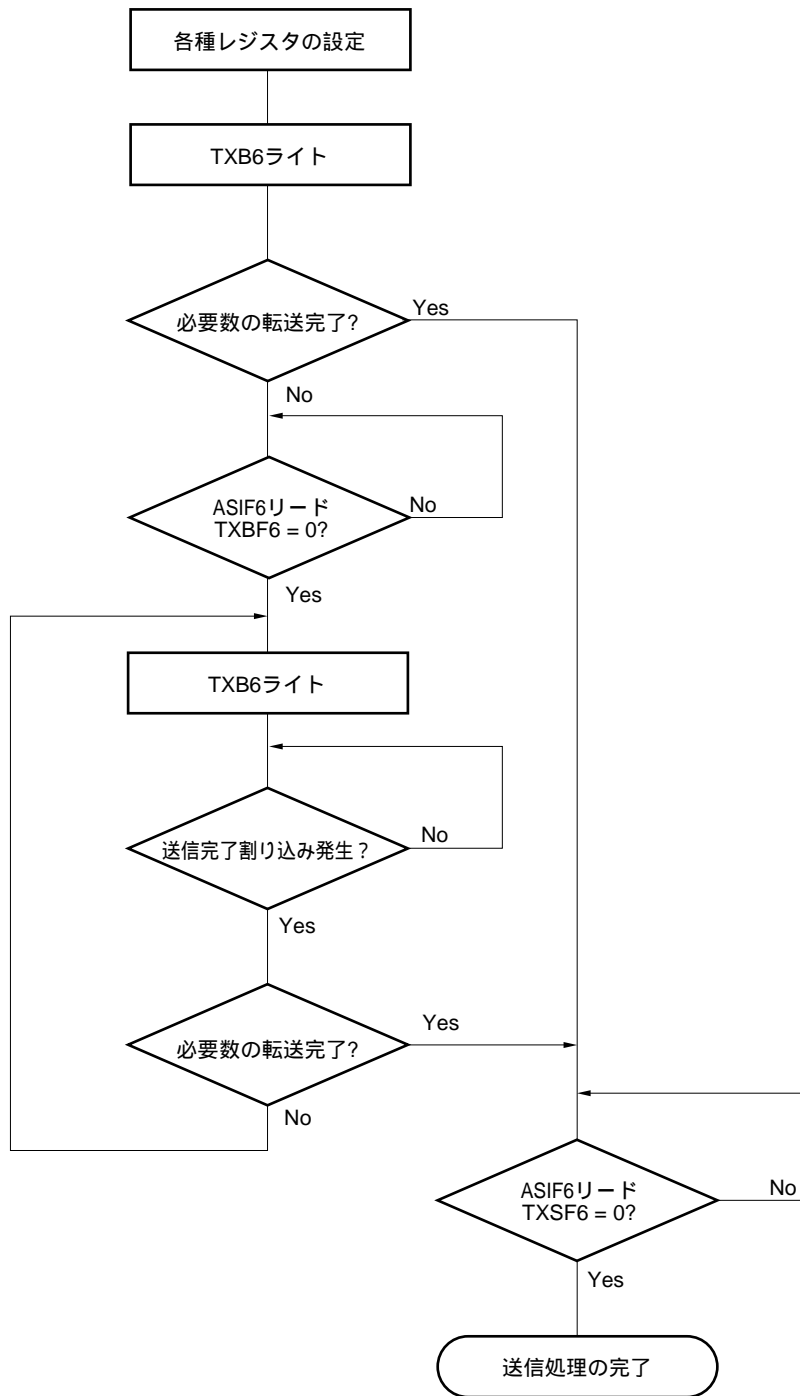 各種レジスタの設定
TXB6ライト
必要数の転送完了?
Yes
No
ASIF6リード
TXBF6 = 0?
No
Yes
TXB6ライト
送信完了割り込み発生？
No
Yes
必要数の転送完了?
Yes
No
ASIF6リード
TXSF6 = 0?
No
Yes
送信処理の完了